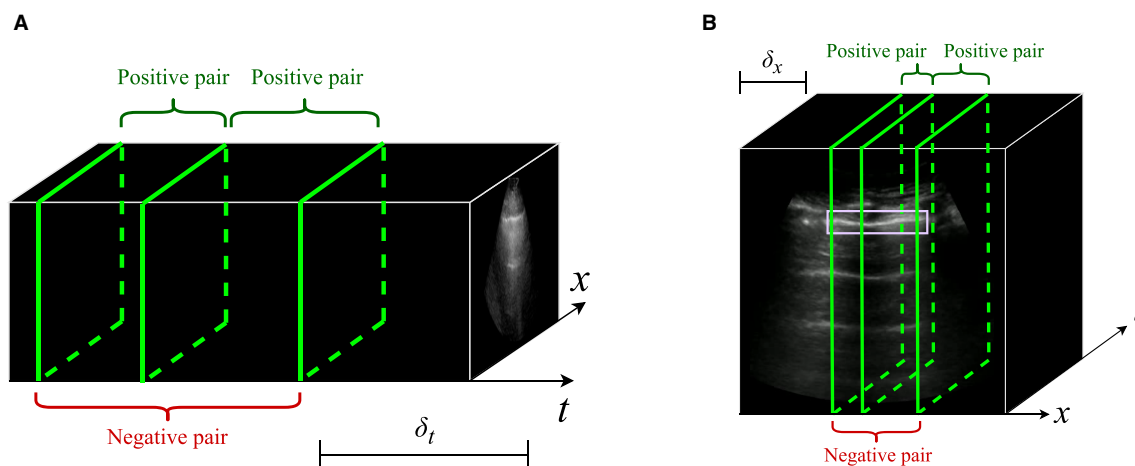 A
Positive pair
Positive pair
x
t
Negative pair
δt
B
Positive pair
Positive pair
δx
x
Negative pair